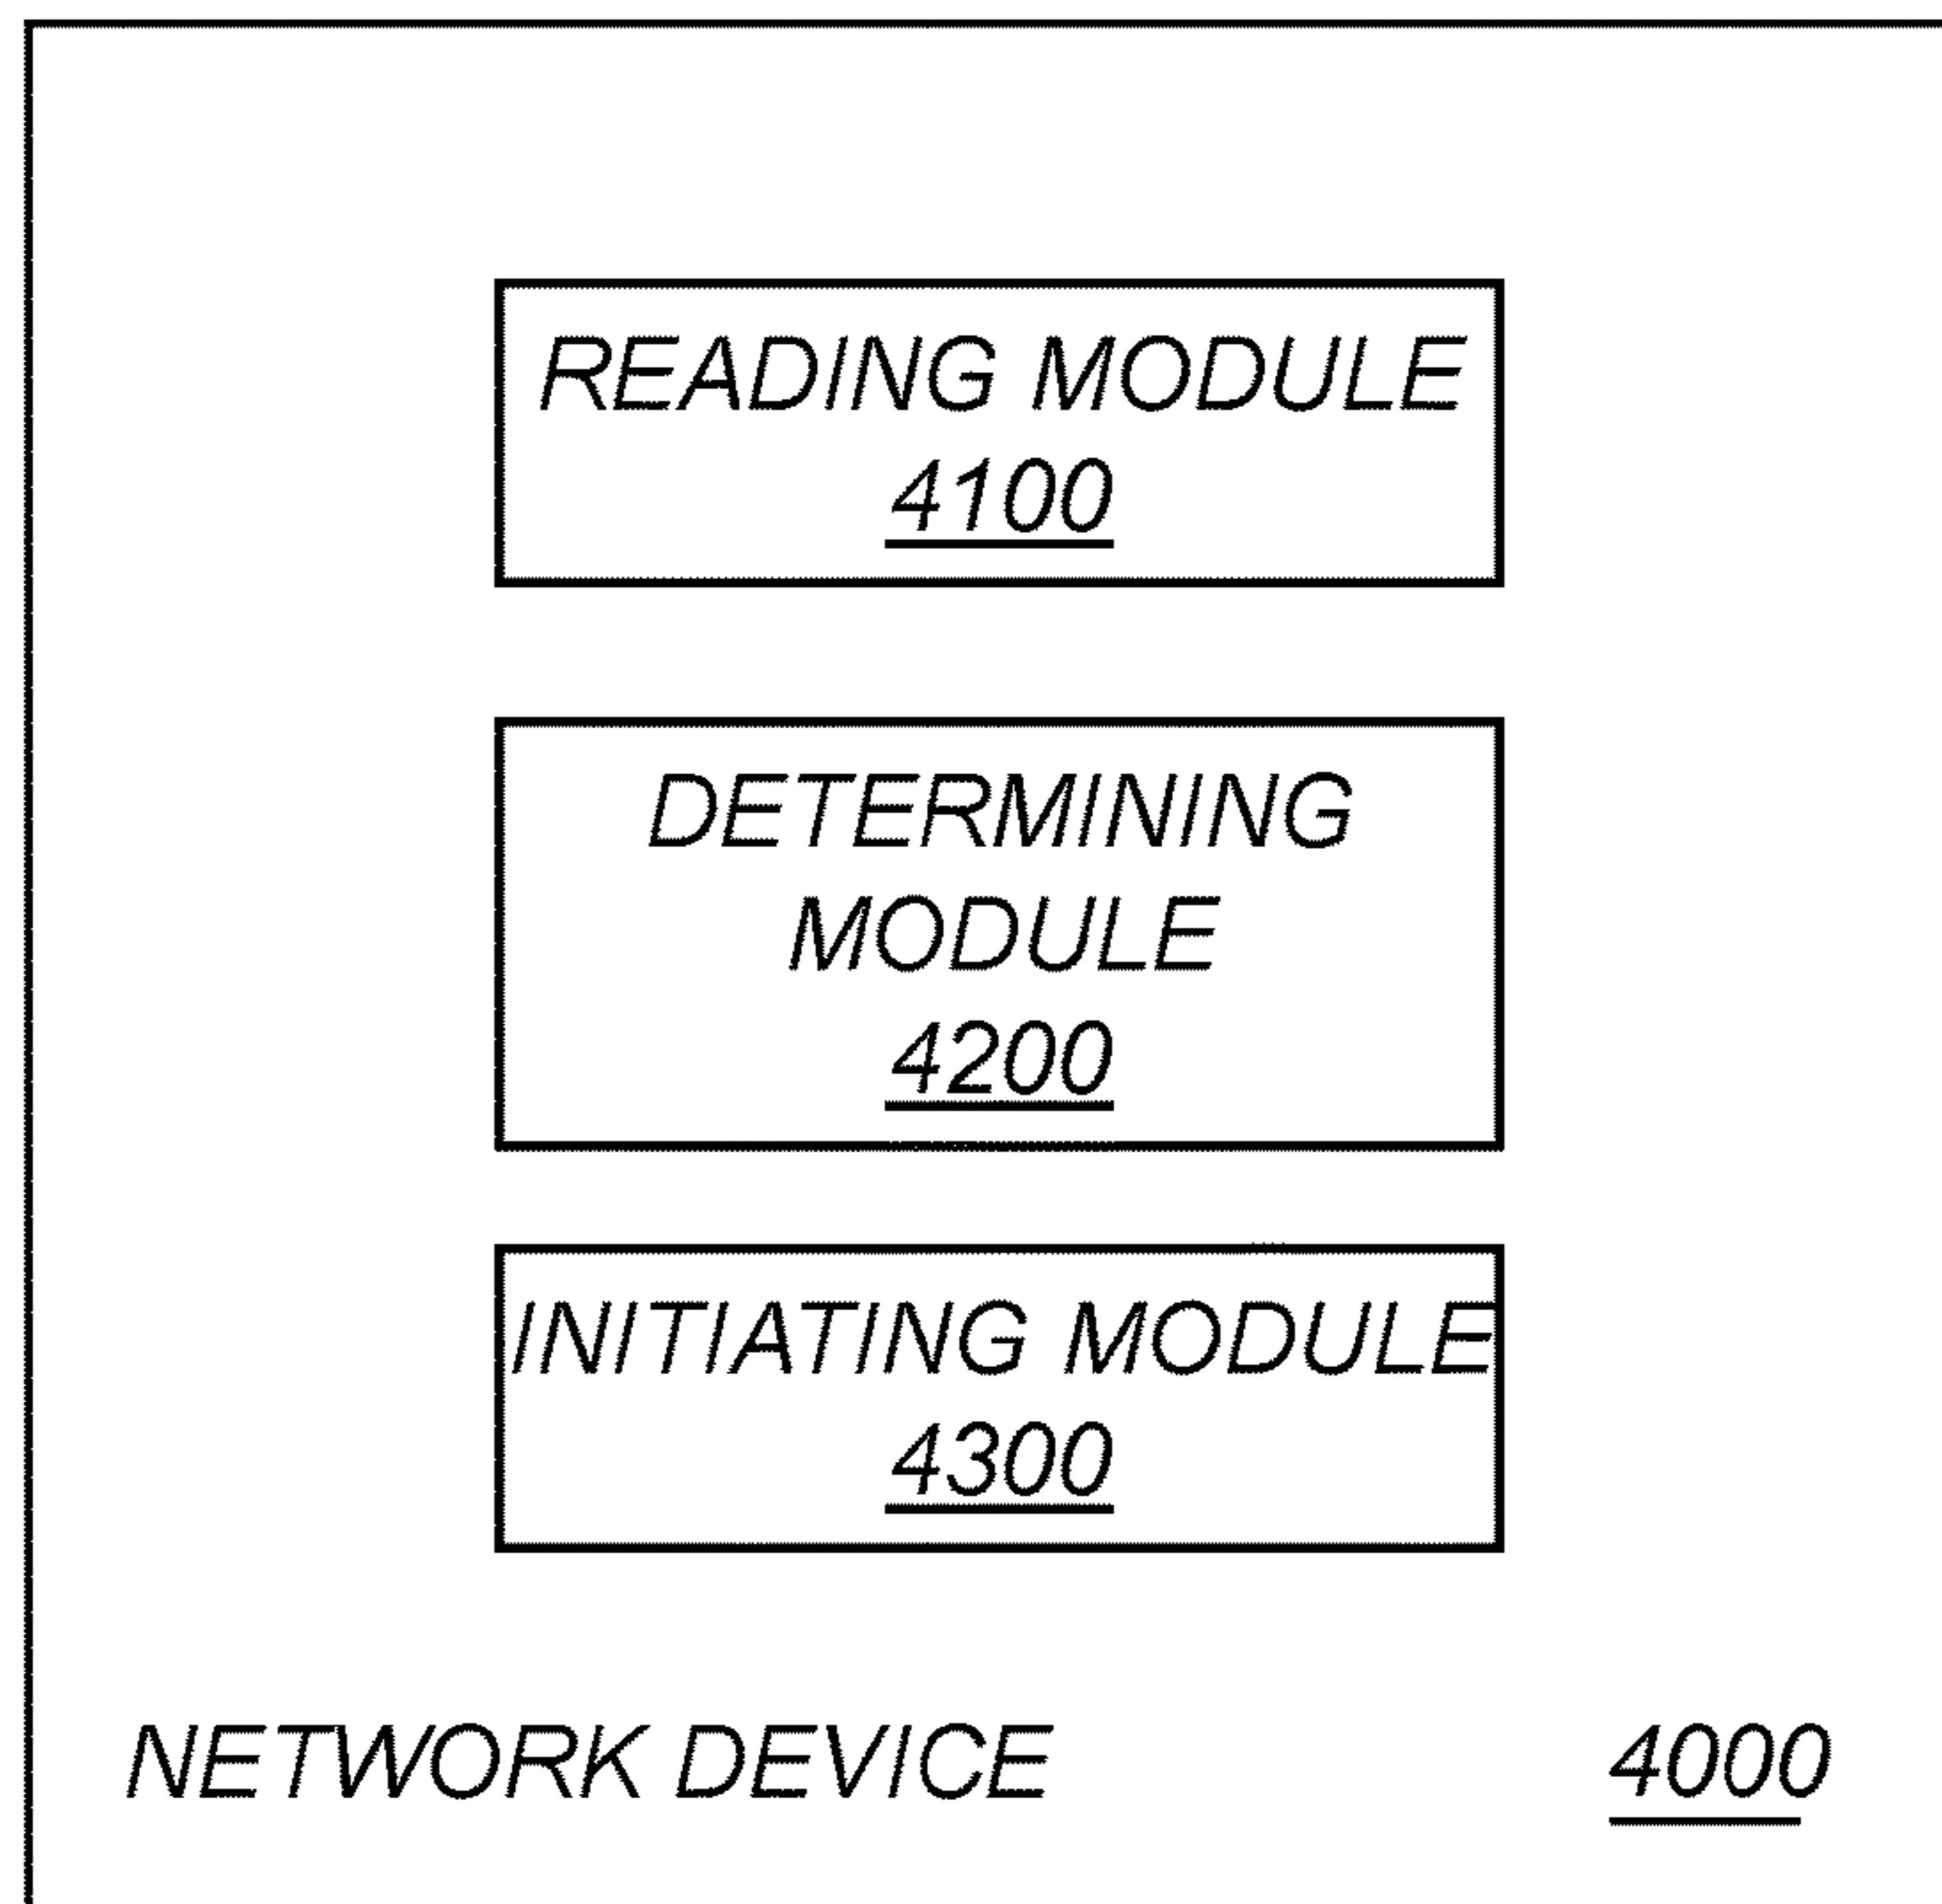 READING MODULE
4100
DETERMINING
MODULE
4200
INITIATING MODULE
4300
NETWORK DEVICE 4000